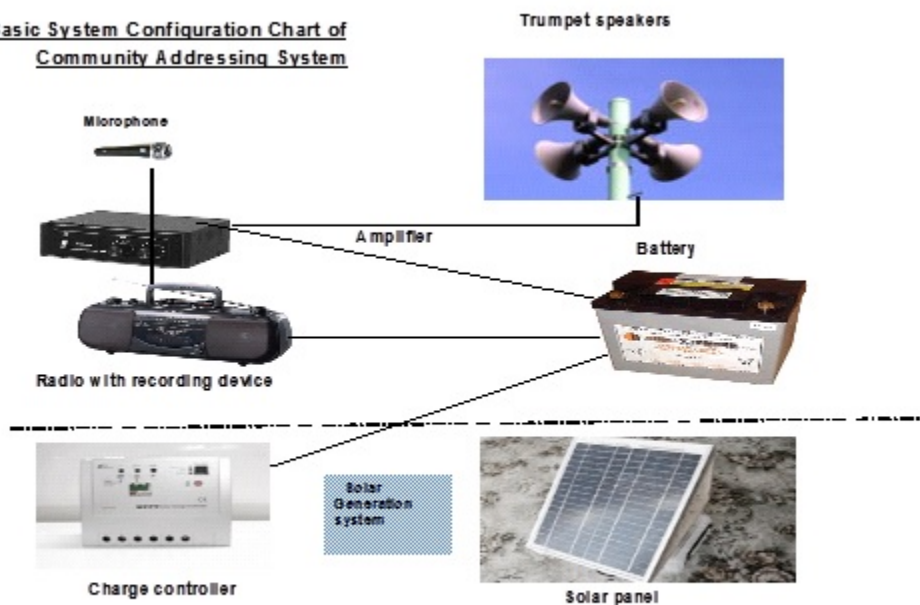 Basic System Configuration Chart of
Community Addressing System
Trumpet speakers
Microphone
Amplifier
Battery
Radio with recording device
Solar
Generation
system
Charge controller
Solar panel